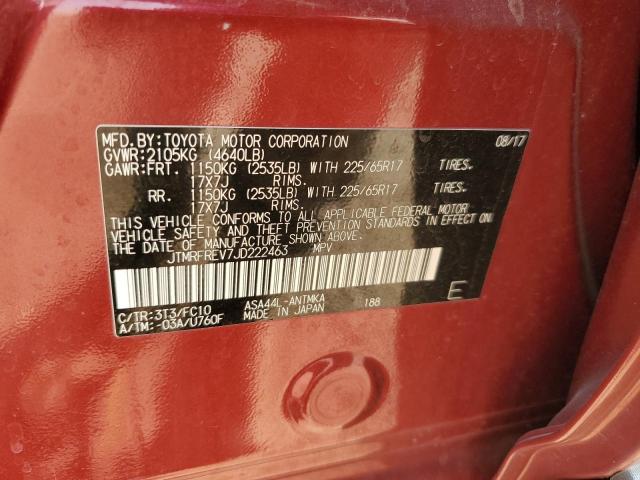 MFD.BY:TOYOTA MOTOR CORPORATION 08/17
GVWR:2105KG (4640LB)
GAWR:FRT. 1150KG (2535LB) WITH 225/65R17 TIRES.
17X7J RIMS.
RR. 1150KG (2535LB) WITH 225/65R17 TIRES.
17X7J RIMS.
THIS VEHICLE CONFORMS TO ALL APPLICABLE FEDERAL MOTOR
VEHICLE SAFETY AND THEFT PREVENTION STANDARDS IN EFFECT ON
THE DATE OF MANUFACTURE SHOWN ABOVE.
JTMRFREV7JD222463 MPV
C/TR:3T3/FC10 ASA44L-ANTMKA 188 E
A/TM:-03A/U760F MADE IN JAPAN